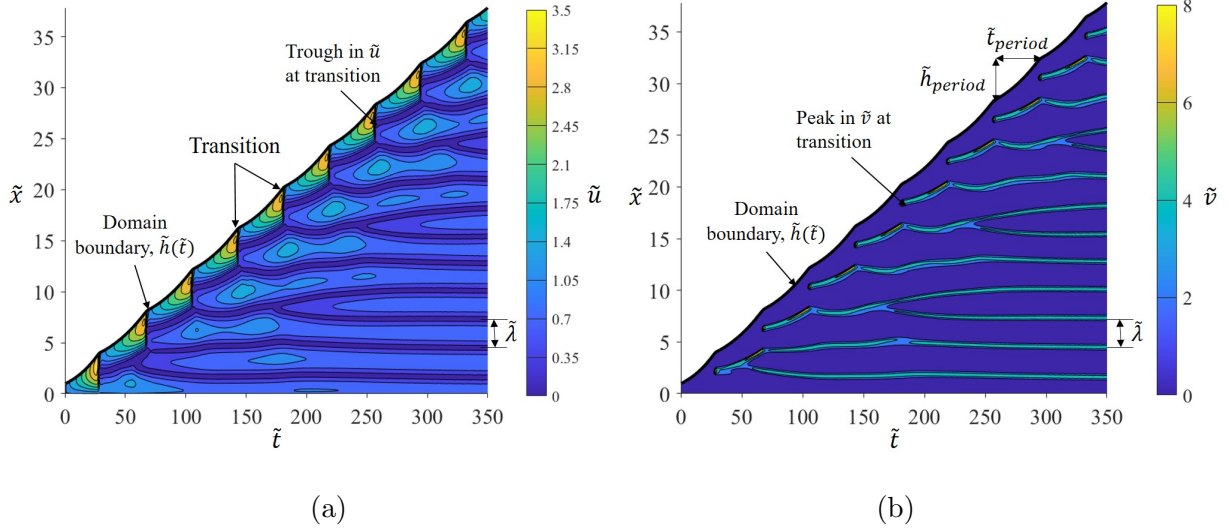 35
30
25
20
15
10
5
0
x̃
0 50 100 150 200 250 300 350
t̃
Trough in ũ
at transition
Transition
Domain
boundary, h̃(t̃)
λ̃
3.5
3.15
2.8
2.45
2.1
1.75
1.4
1.05
0.7
0.35
0
ũ
(a)
35
30
25
20
15
10
5
0
x̃
0 50 100 150 200 250 300 350
t̃
t̃period
h̃period
Peak in ṽ at
transition
Domain
boundary, h̃(t̃)
λ̃
8
6
4
2
0
ṽ
(b)